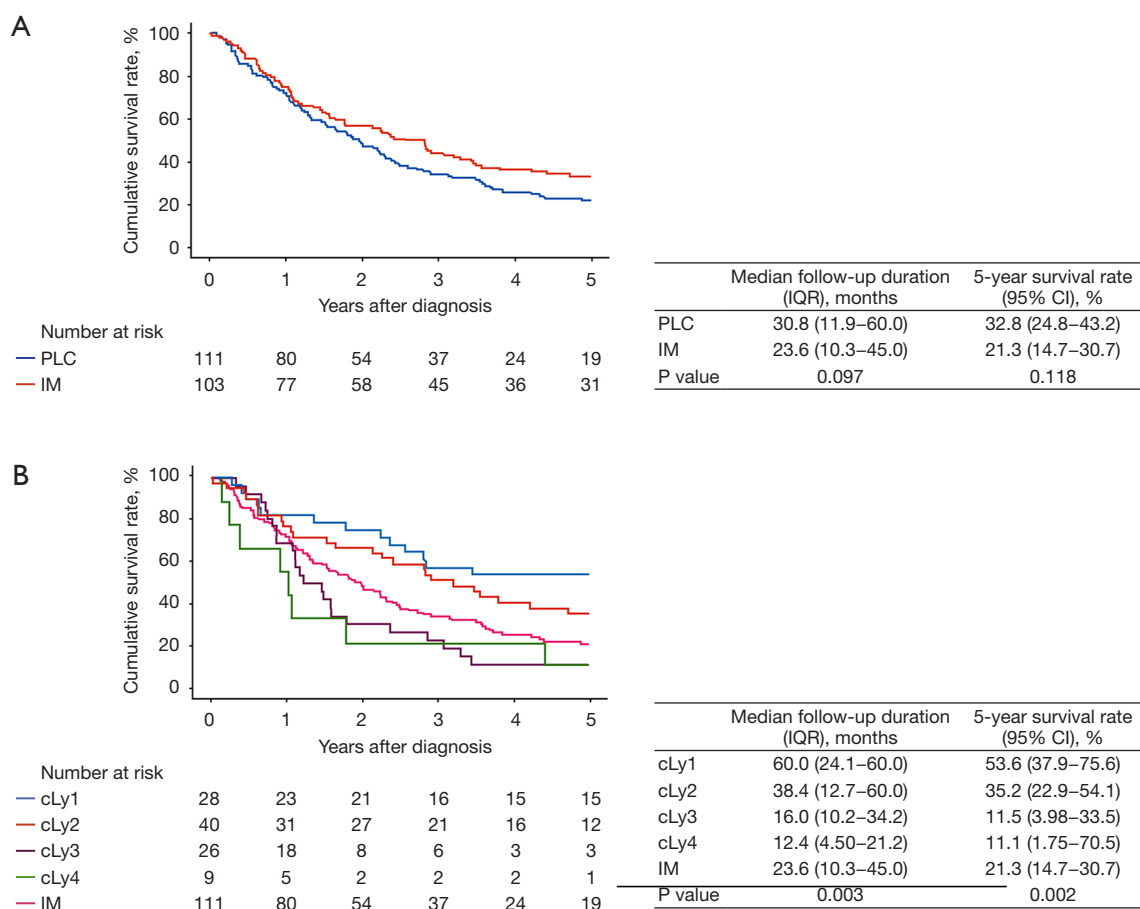 A
Cumulative survival rate, %
100
80
60
40
20
0
0 1 2 3 4 5
Years after diagnosis
Number at risk
PLC 111 80 54 37 24 19
IM 103 77 58 45 36 31
Median follow-up duration (IQR), months 5-year survival rate (95% CI), %
PLC 30.8 (11.9–60.0) 32.8 (24.8–43.2)
IM 23.6 (10.3–45.0) 21.3 (14.7–30.7)
P value 0.097 0.118
B
Cumulative survival rate, %
100
80
60
40
20
0
0 1 2 3 4 5
Years after diagnosis
Number at risk
cLy1 28 23 21 16 15 15
cLy2 40 31 27 21 16 12
cLy3 26 18 8 6 3 3
cLy4 9 5 2 2 2 1
IM 111 80 54 37 24 19
Median follow-up duration (IQR), months 5-year survival rate (95% CI), %
cLy1 60.0 (24.1–60.0) 53.6 (37.9–75.6)
cLy2 38.4 (12.7–60.0) 35.2 (22.9–54.1)
cLy3 16.0 (10.2–34.2) 11.5 (3.98–33.5)
cLy4 12.4 (4.50–21.2) 11.1 (1.75–70.5)
IM 23.6 (10.3–45.0) 21.3 (14.7–30.7)
P value 0.003 0.002